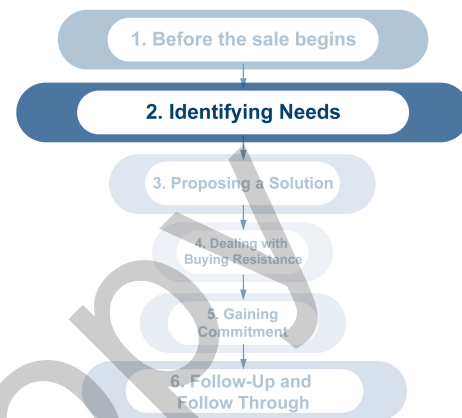 1. Before the sale begins
2. Identifying Needs
3. Proposing a Solution
4. Dealing with
Buying Resistance
5. Gaining
Commitment
6. Follow-Up and
Follow Through